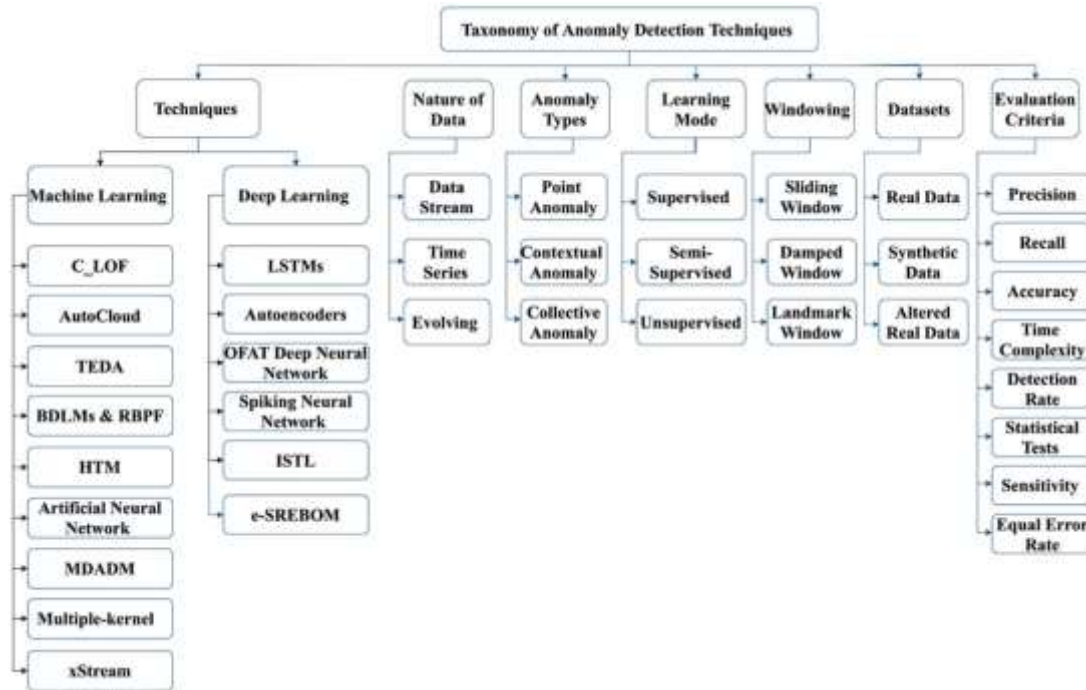 Taxonomy of Anomaly Detection Techniques
Techniques
Nature of
Data
Anomaly
Types
Learning
Mode
Windowing
Datasets
Evaluation
Criteria
Machine Learning
C_LOF
AutoCloud
TEDA
BDLMs & RBPF
HTM
Artificial Neural
Network
MDADM
Multiple-kernel
xStream
Deep Learning
LSTMs
Autoencoders
OFAT Deep Neural
Network
Spiking Neural
Network
ISTL
e-SREBOM
Data
Stream
Time
Series
Evolving
Point
Anomaly
Contextual
Anomaly
Collective
Anomaly
Supervised
Semi-
Supervised
Unsupervised
Sliding
Window
Damped
Window
Landmark
Window
Real Data
Synthetic
Data
Altered
Real Data
Precision
Recall
Accuracy
Time
Complexity
Detection
Rate
Statistical
Tests
Sensitivity
Equal Error
Rate